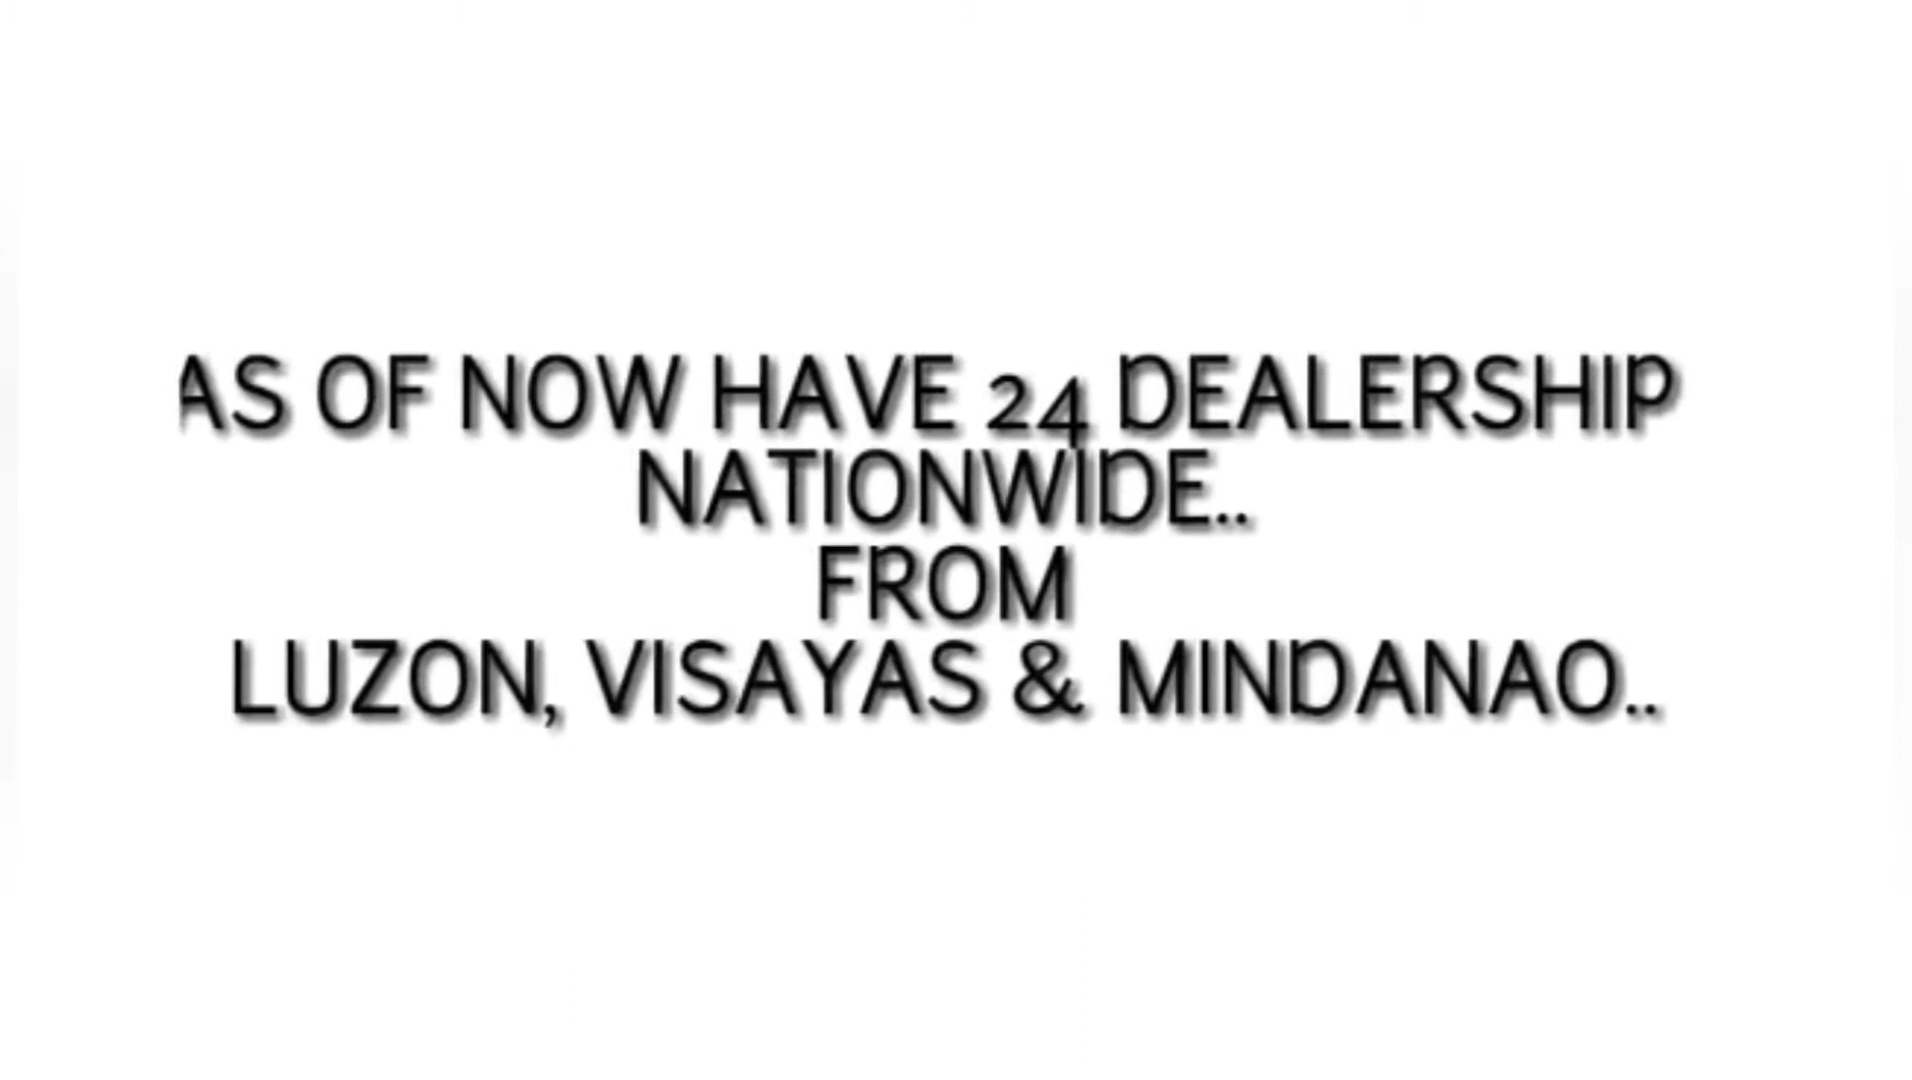 AS OF NOW HAVE 24 DEALERSHIP
NATIONWIDE..
FROM
LUZON, VISAYAS & MINDANAO..